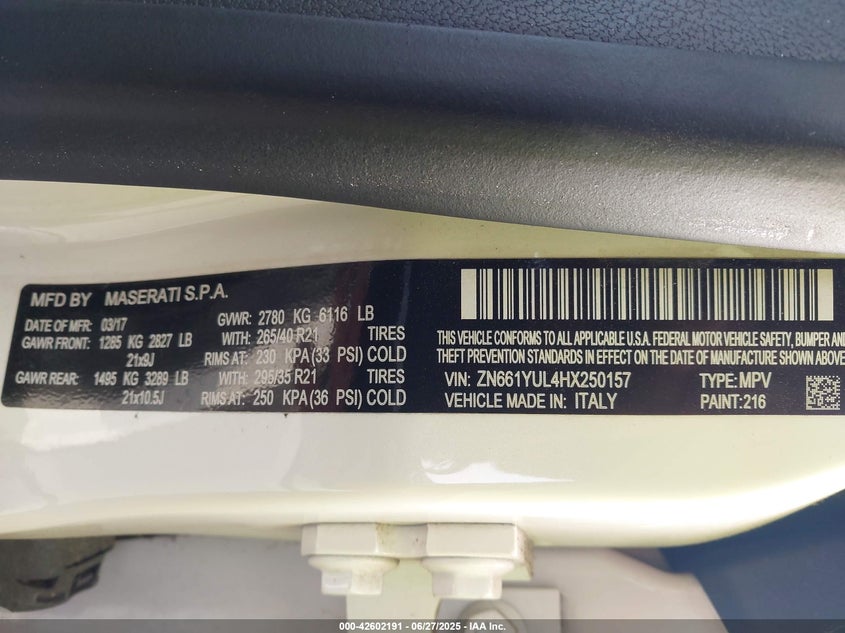 MFD BY MASERATI S.P.A.
DATE OF MFR: 03/17 GVWR: 2780 KG 6116 LB
GAWR FRONT: 1285 KG 2827 LB WITH: 265/40 R21 TIRES
21x9J RIMS AT: 230 KPA (33 PSI) COLD
GAWR REAR: 1495 KG 3289 LB WITH: 295/35 R21 TIRES
21x10.5J RIMS AT: 250 KPA (36 PSI) COLD
THIS VEHICLE CONFORMS TO ALL APPLICABLE U.S.A. FEDERAL MOTOR VEHICLE SAFETY, BUMPER AND
THEFT PREVENTION STANDARDS IN EFFECT ON THE DATE OF MANUFACTURE SHOWN ABOVE
VIN: ZN661YUL4HX250157 TYPE: MPV
VEHICLE MADE IN: ITALY PAINT: 216
000-42602191 - 06/27/2025 - IAA Inc.